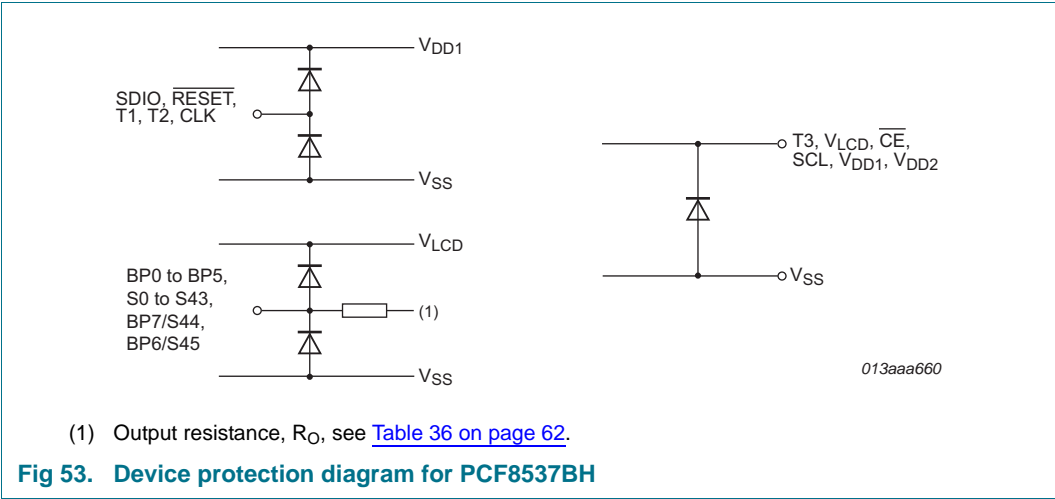 VDD1
SDIO, RESET,
T1, T2, CLK
VSS
VLCD
BP0 to BP5,
S0 to S43,
BP7/S44,
BP6/S45
(1)
VSS
T3, VLCD, CE,
SCL, VDD1, VDD2
VSS
013aaa660
(1) Output resistance, RO, see Table 36 on page 62.
Fig 53. Device protection diagram for PCF8537BH